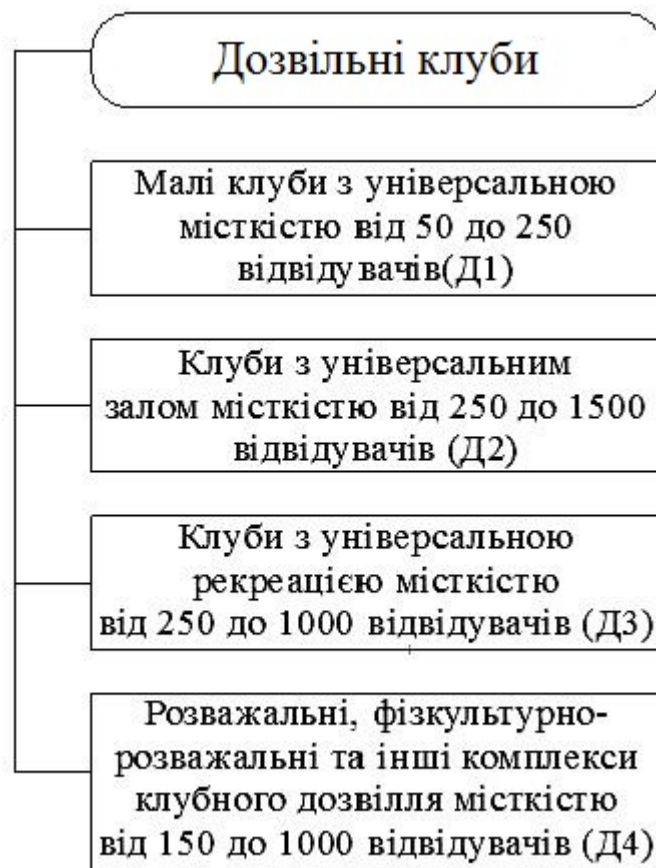 Дозвільні клуби
Малі клуби з універсальною
місткістю від 50 до 250
відвідувачів(Д1)
Клуби з універсальним
залом місткістю від 250 до 1500
відвідувачів (Д2)
Клуби з універсальною
рекреацією місткістю
від 250 до 1000 відвідувачів (Д3)
Розважальні, фізкультурно-
розважальні та інші комплекси
клубного дозвілля місткістю
від 150 до 1000 відвідувачів (Д4)